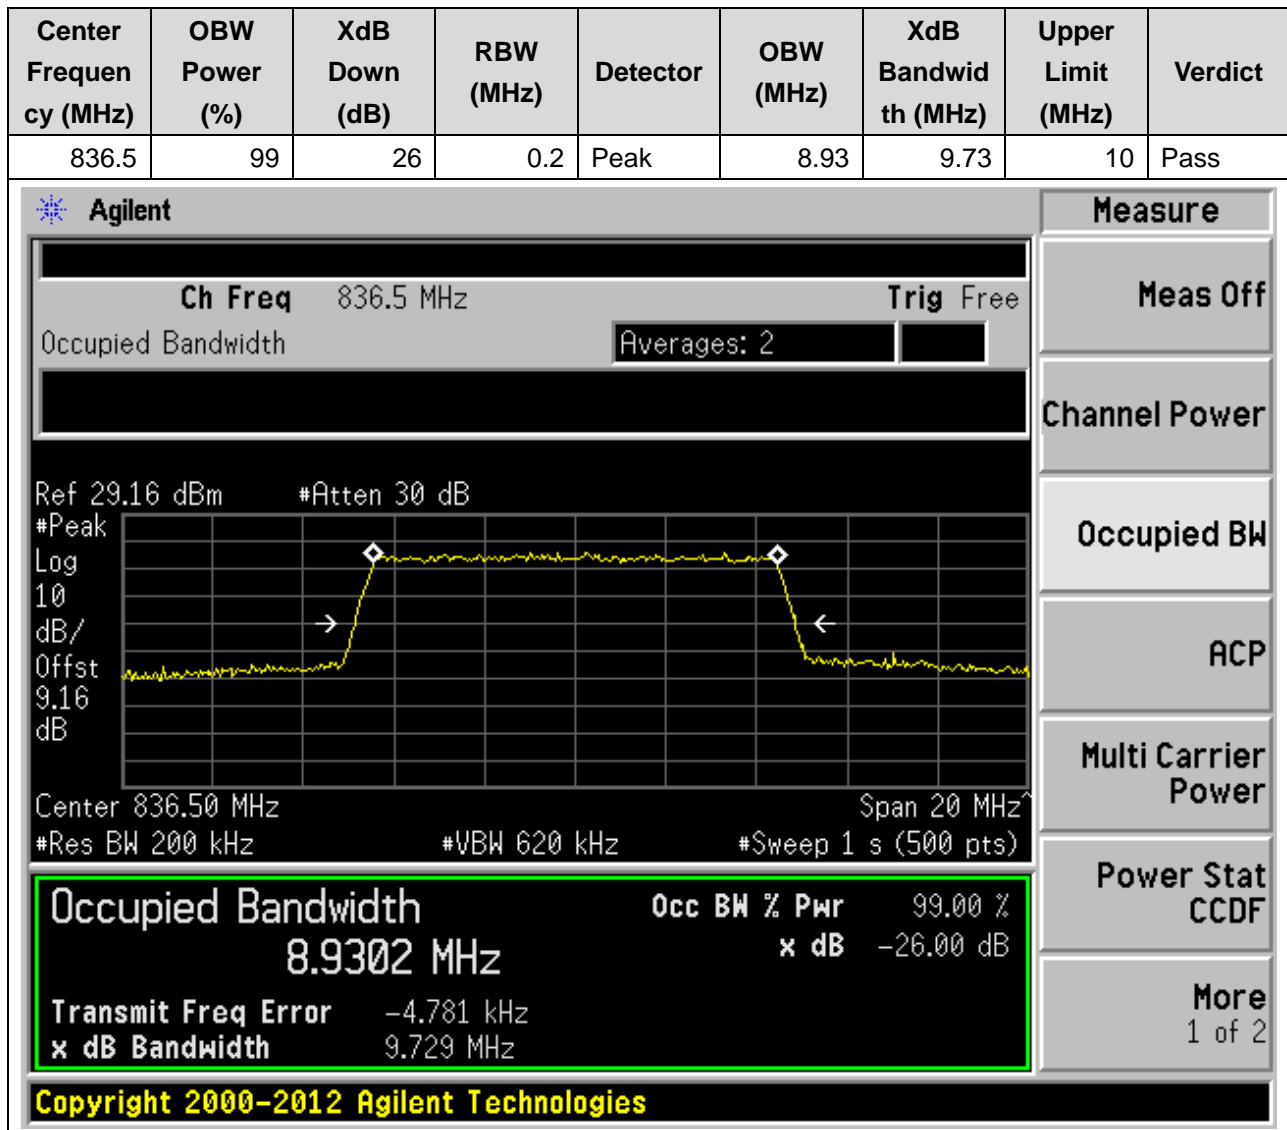 Center Frequen cy (MHz) OBW Power (%) XdB Down (dB) RBW (MHz) Detector OBW (MHz) XdB Bandwid th (MHz) Upper Limit (MHz) Verdict
836.5 99 26 0.2 Peak 8.93 9.73 10 Pass
Agilent
Measure
Ch Freq 836.5 MHz Trig Free
Occupied Bandwidth Averages: 2
Ref 29.16 dBm #Atten 30 dB
#Peak
Log
10
dB/
Offst
9.16
dB
Center 836.50 MHz Span 20 MHz^
#Res BW 200 kHz #VBW 620 kHz #Sweep 1 s (500 pts)
Occupied Bandwidth Occ BW % Pwr 99.00 %
8.9302 MHz x dB -26.00 dB
Transmit Freq Error -4.781 kHz
x dB Bandwidth 9.729 MHz
Meas Off
Channel Power
Occupied BW
ACP
Multi Carrier
Power
Power Stat
CCDF
More
1 of 2
Copyright 2000-2012 Agilent Technologies